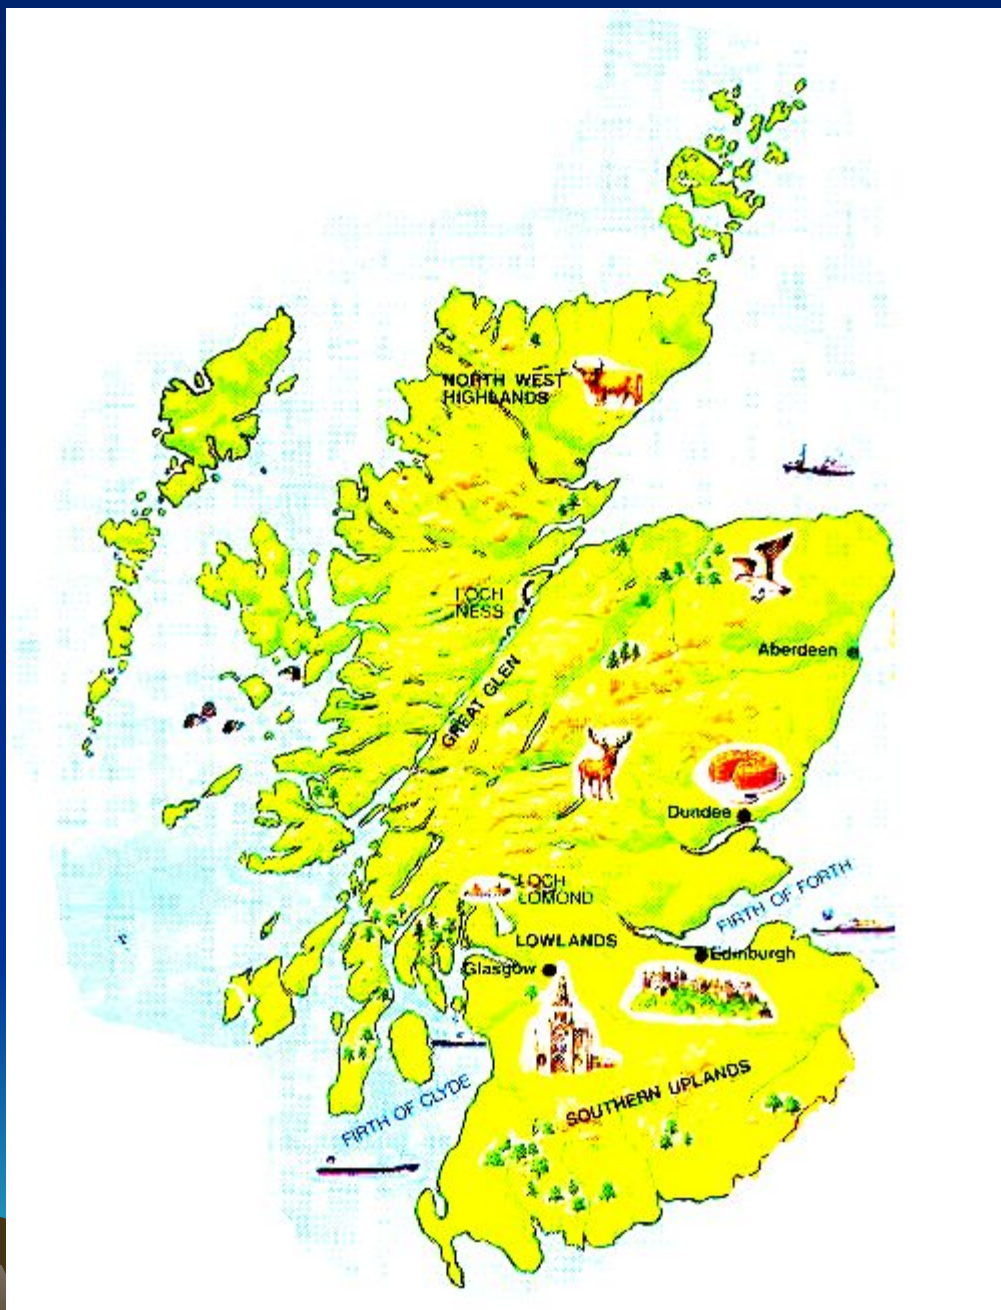 NORTH WEST
HIGHLANDS
LOCH
NESS
GREAT GLEN
Aberdeen
Dundee
LOCH
LOMOND
FIRTH OF FORTH
LOWLANDS
Edinburgh
Glasgow
SOUTHERN UPLANDS
FIRTH OF CLYDE